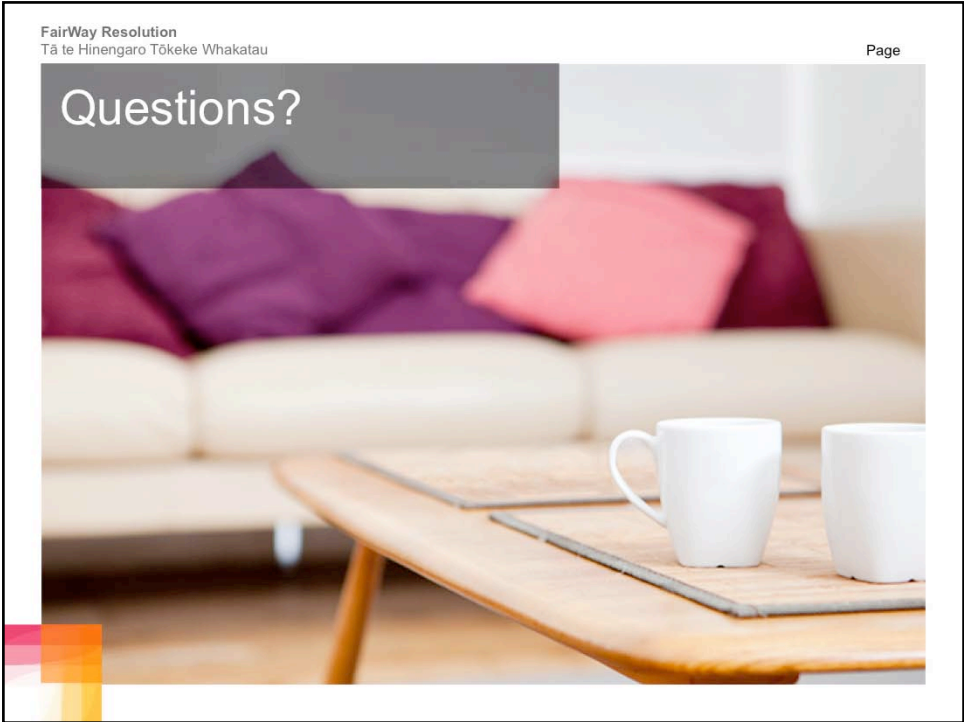 FairWay Resolution
Tā te Hinengaro Tōkeke Whakatau
Page
Questions?